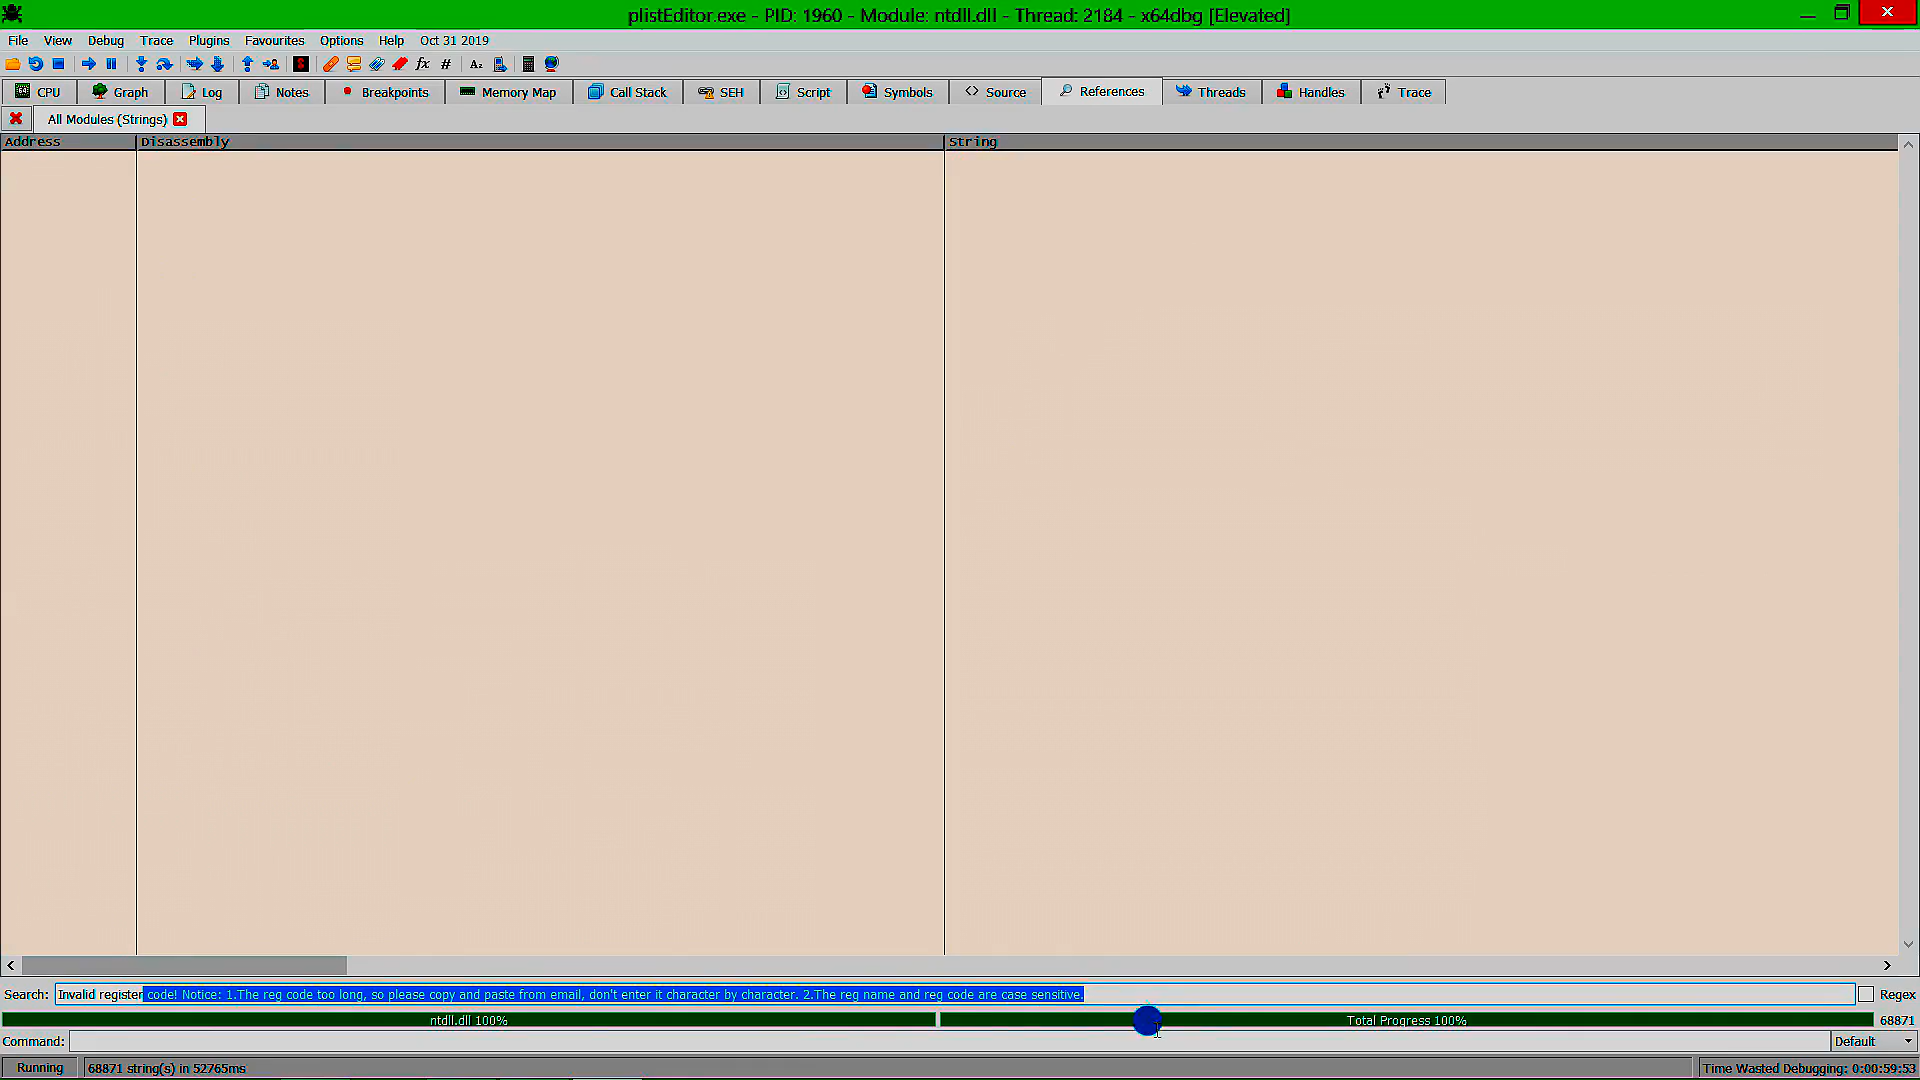 plistEditor.exe - PID: 1960 - Module: ntdll.dll - Thread: 2184 - x64dbg [Elevated]
File View Debug Trace Plugins Favourites Options Help Oct 31 2019
CPU Graph Log Notes Breakpoints Memory Map Call Stack SEH Script Symbols Source References Threads Handles Trace
All Modules (Strings)
Address Disassembly String
Search: Invalid register code! Notice: 1.The reg code too long, so please copy and paste from email, don't enter it character by character. 2.The reg name and reg code are case sensitive. Regex
ntdll.dll 100% Total Progress 100% 68871
Command: Default
Running 68871 string(s) in 52765ms Time Wasted Debugging: 0:00:59:53